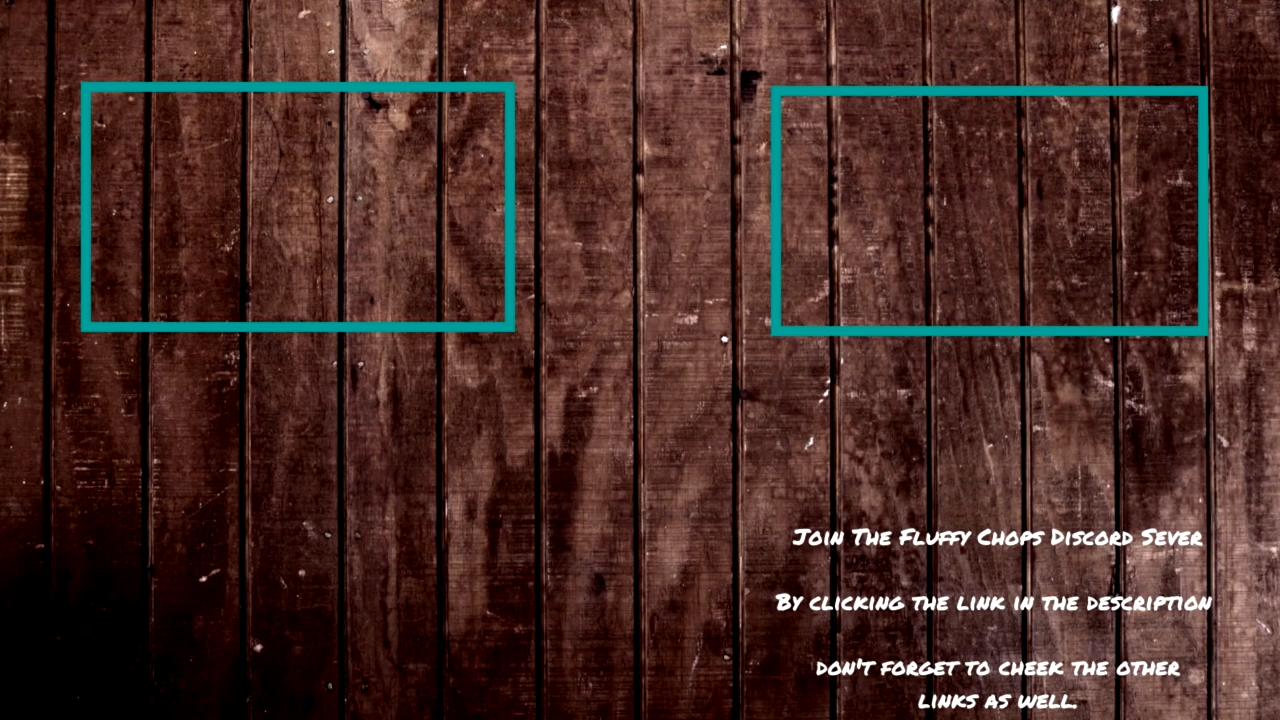 Join The Fluffy Chops Discord Sever
By clicking the link in the description
don't forget to cheek the other
links as well.